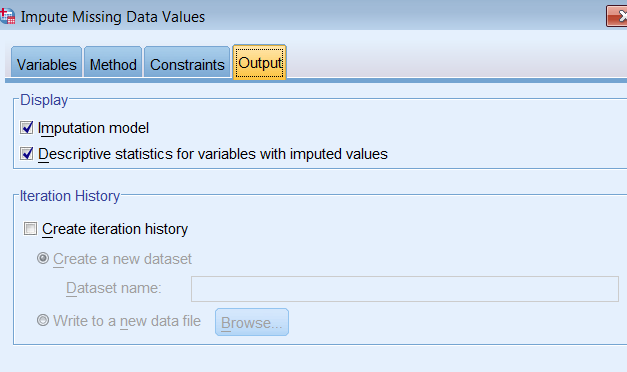 Impute Missing Data Values
Variables Method Constraints Output
Display
Imputation model
Descriptive statistics for variables with imputed values
Iteration History
Create iteration history
Create a new dataset
Dataset name:
Write to a new data file Browse...